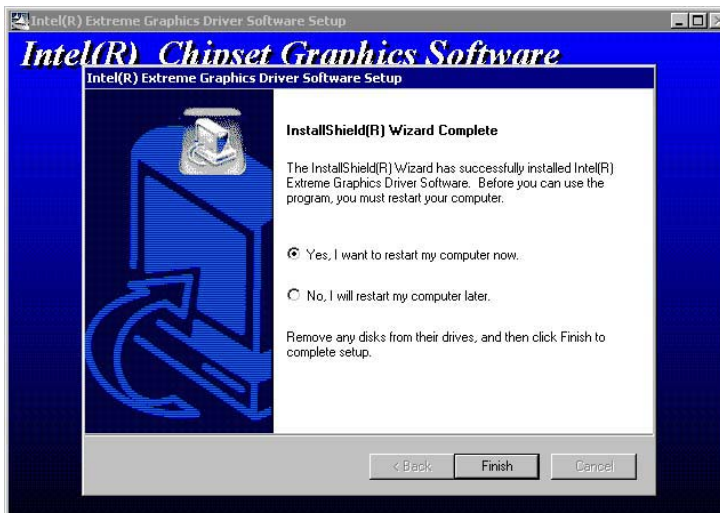 Intel(R) Extreme Graphics Driver Software Setup
Intel(R) Chipset Graphics Software
Intel(R) Extreme Graphics Driver Software Setup
InstallShield(R) Wizard Complete
The InstallShield(R) Wizard has successfully installed Intel(R)
Extreme Graphics Driver Software. Before you can use the
program, you must restart your computer.
Yes, I want to restart my computer now.
No, I will restart my computer later.
Remove any disks from their drives, and then click Finish to
complete setup.
< Back Finish Cancel